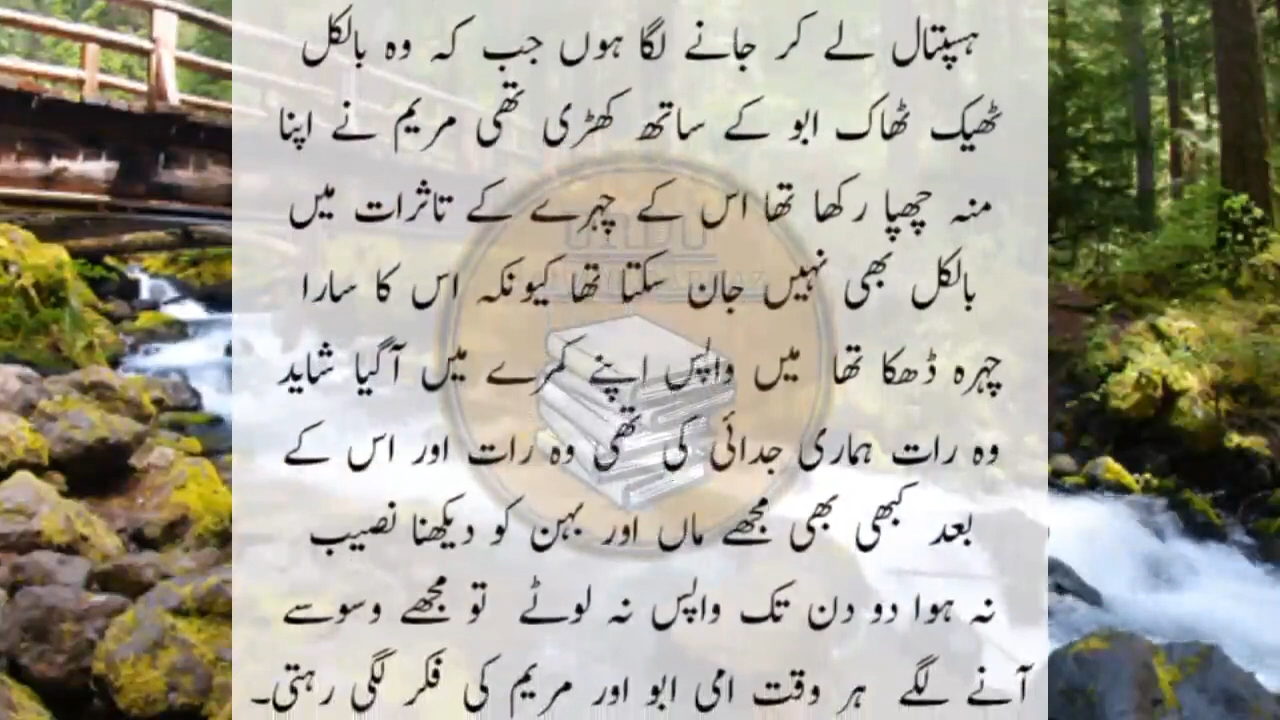 ہسپتال لے کر جانے لگا ہوں جب کہ وہ بالکل
ٹھیک ٹھاک ابو کے ساتھ کھڑی تھی مریم نے اپنا
منہ چھپا رکھا تھا اس کے چہرے کے تاثرات میں
بالکل بھی نہیں جان سکتا تھا کیونکہ اس کا سارا
چہرہ ڈھکا تھا میں واپس اپنے کمرے میں آگیا شاید
وہ رات ہماری جدائی کی تھی وہ رات اور اس کے
بعد کبھی بھی مجھے ماں اور بہن کو دیکھنا نصیب
نہ ہوا دو دن تک واپس نہ لوٹے تو مجھے وسوسے
آنے لگے ہر وقت امی ابو اور مریم کی فکر لگی رہتی۔